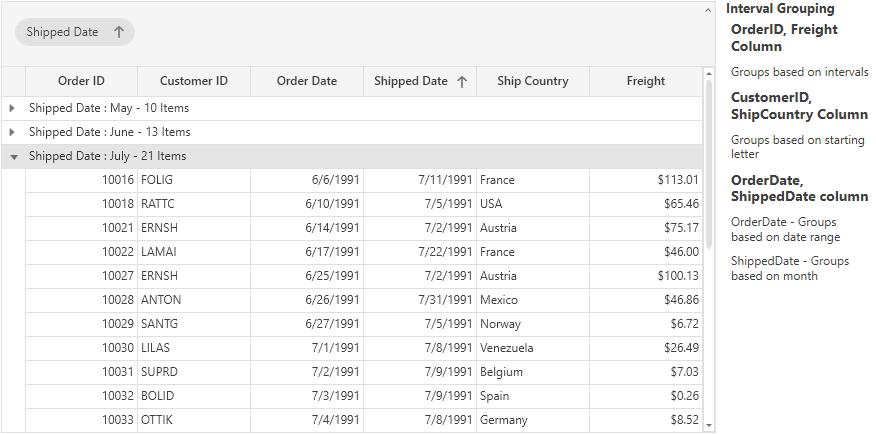 Shipped Date
Order ID Customer ID Order Date Shipped Date Ship Country Freight
Shipped Date : May - 10 Items
Shipped Date : June - 13 Items
Shipped Date : July - 21 Items
10016 FOLIG 6/6/1991 7/11/1991 France $113.01
10018 RATTC 6/10/1991 7/5/1991 USA $65.46
10021 ERNSH 6/14/1991 7/2/1991 Austria $75.17
10022 LAMAI 6/17/1991 7/22/1991 France $46.00
10027 ERNSH 6/25/1991 7/2/1991 Austria $100.13
10028 ANTON 6/26/1991 7/31/1991 Mexico $46.86
10029 SANTG 6/27/1991 7/5/1991 Norway $6.72
10030 LILAS 7/1/1991 7/8/1991 Venezuela $26.49
10031 SUPRD 7/2/1991 7/9/1991 Belgium $7.03
10032 BOLID 7/3/1991 7/9/1991 Spain $0.26
10033 OTTIK 7/4/1991 7/8/1991 Germany $8.52
Interval Grouping
OrderID, Freight
Column
Groups based on intervals
CustomerID,
ShipCountry Column
Groups based on starting
letter
OrderDate,
ShippedDate column
OrderDate - Groups
based on date range
ShippedDate - Groups
based on month